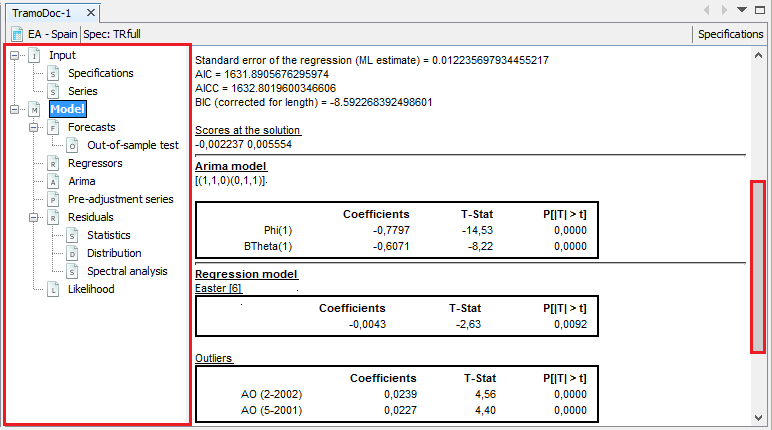 TramoDoc-1
EA - Spain Spec: TRfull Specifications
I Input
S Specifications
S Series
M Model
F Forecasts
O Out-of-sample test
R Regressors
A Arima
P Pre-adjustment series
R Residuals
S Statistics
D Distribution
S Spectral analysis
L Likelihood
Standard error of the regression (ML estimate) = 0.012235697934455217
AIC = 1631.8905676295974
AICC = 1632.8019600346606
BIC (corrected for length) = -8.592268392498601
Scores at the solution
-0,002237 0,005554
Arima model
[(1,1,0)(0,1,1)].
Coefficients T-Stat P[|T| > t]
Phi(1) -0,7797 -14,53 0,0000
BTheta(1) -0,6071 -8,22 0,0000
Regression model
Easter [6]
Coefficients T-Stat P[|T| > t]
-0,0043 -2,63 0,0092
Outliers
Coefficients T-Stat P[|T| > t]
AO (2-2002) 0,0239 4,56 0,0000
AO (5-2001) 0,0227 4,40 0,0000